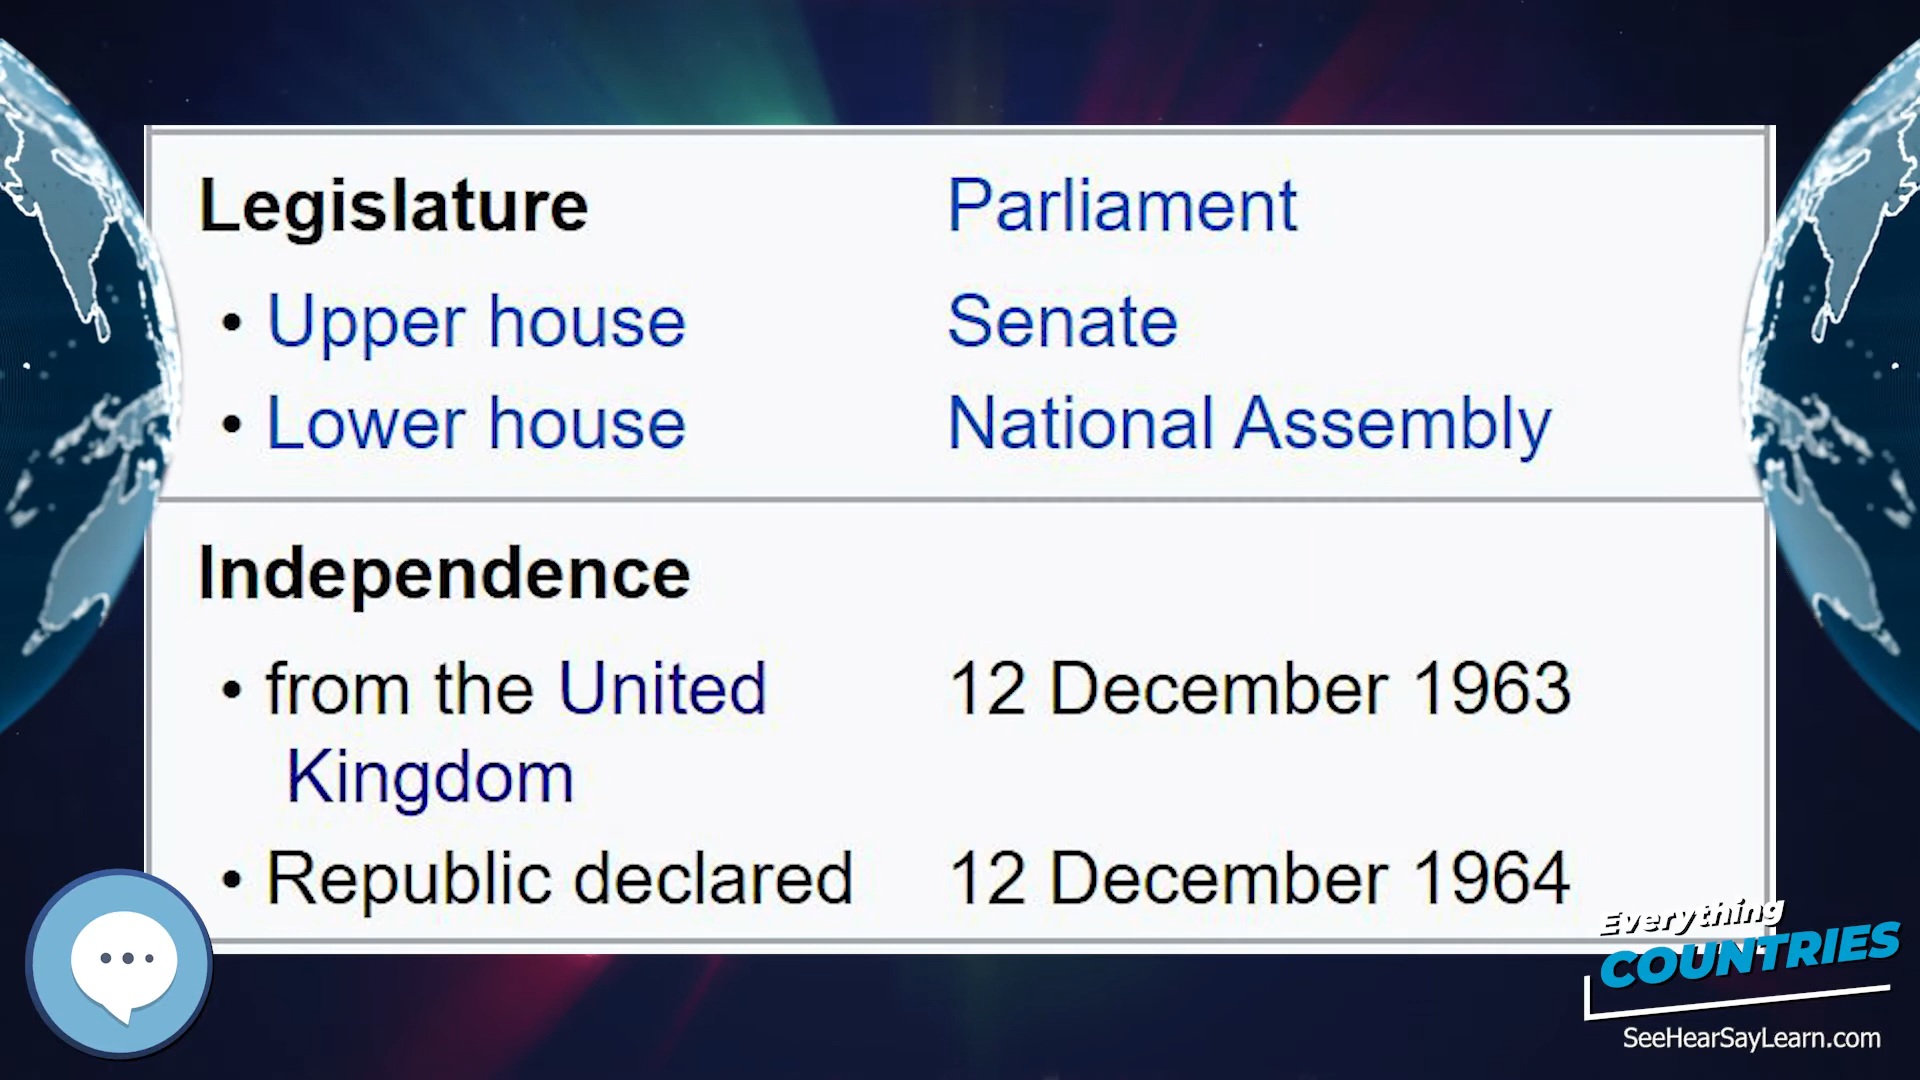 Legislature Parliament
• Upper house Senate
• Lower house National Assembly
Independence
• from the United 12 December 1963
Kingdom
• Republic declared 12 December 1964
Everything
COUNTRIES
SeeHearSayLearn.com